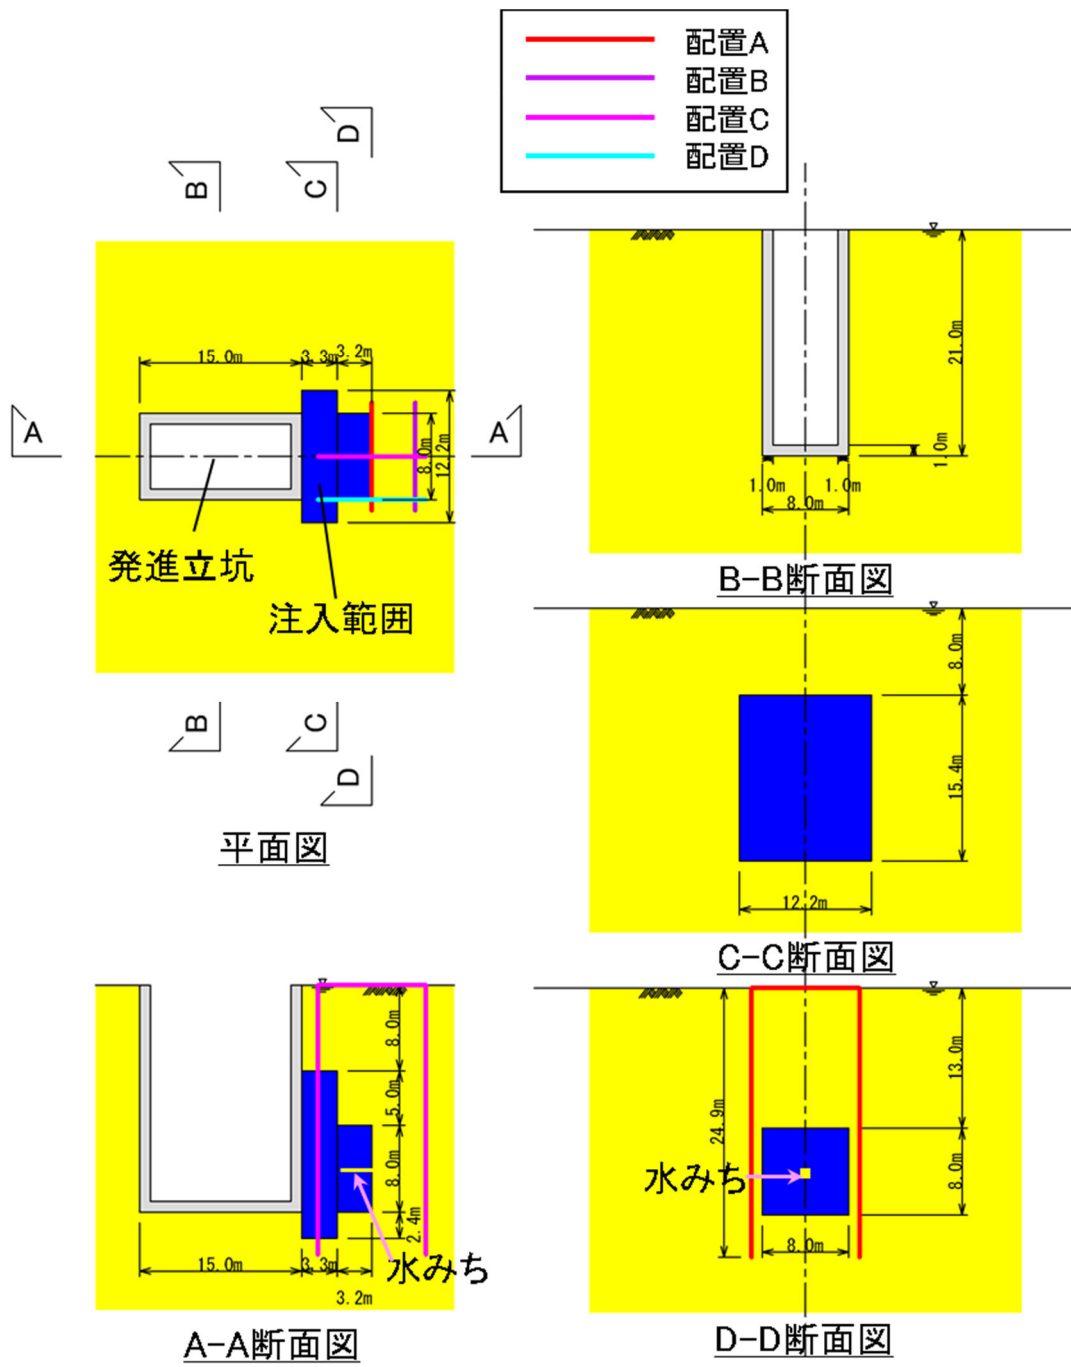 配置A
配置B
配置C
配置D
D
B
C
15.0m
3.3m
3.2m
A
A
8.0m
12.2m
発進立坑
注入範囲
B
C
D
平面図
21.0m
1.0m
1.0m
1.0m
8.0m
B-B断面図
8.0m
15.4m
12.2m
C-C断面図
8.0m
5.0m
8.0m
2.4m
水みち
15.0m
3.3m
3.2m
A-A断面図
13.0m
24.9m
水みち
8.0m
8.0m
D-D断面図